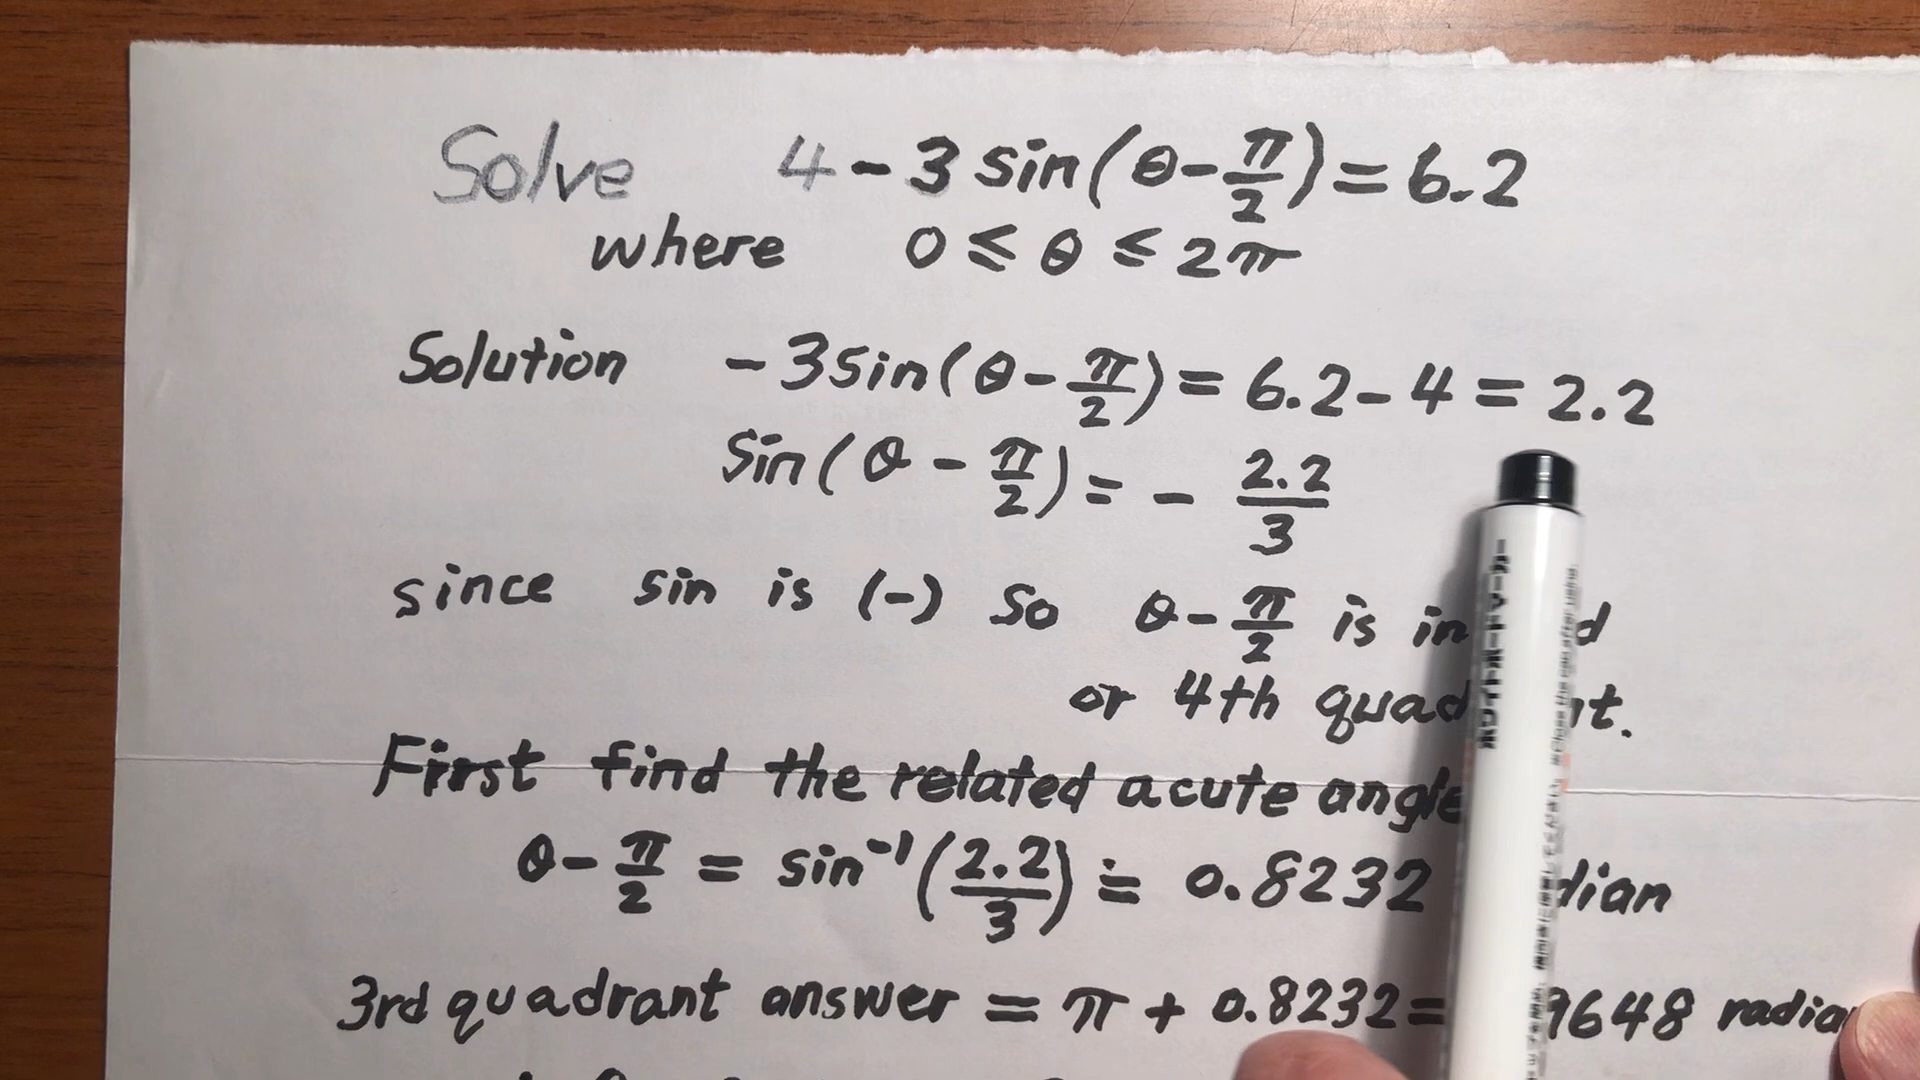 Solve 4 - 3 sin(θ - π/2) = 6.2
where 0 ≤ θ ≤ 2π
Solution -3 sin(θ - π/2) = 6.2 - 4 = 2.2
Sin(θ - π/2) = - 2.2/3
since sin is (-) So θ - π/2 is in
or 4th
First find the related acute angle
θ - π/2 = sin⁻¹(2.2/3) ≐ 0.8232
3rd quadrant answer = π + 0.8232 =